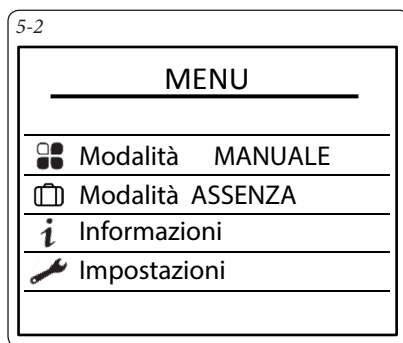 5-2
MENU
Modalità MANUALE
Modalità ASSENZA
Informazioni
Impostazioni